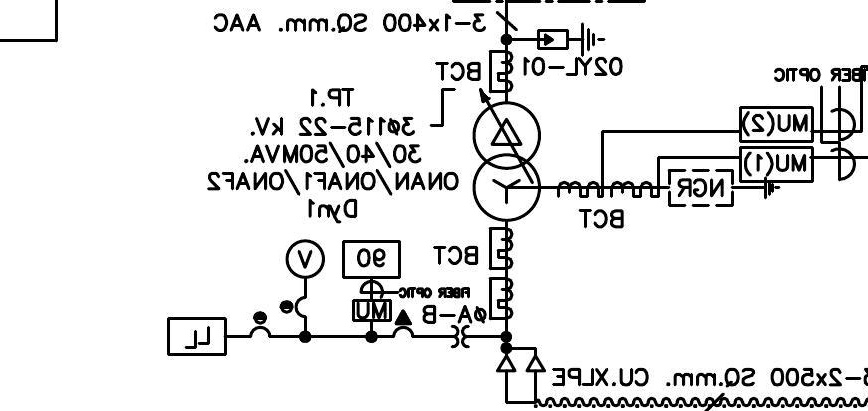 3-1x400 SQ.mm. AAC
02YL-01
BCT
FIBER OPTIC
TP.1
3Ø115-22 kV.
30/40/50MVA.
ONAN/ONAF1/ONAF2
Dyn1
MU(2)
MU(1)
NGR
BCT
BCT
V
90
FIBER OPTIC
MU
ØA-B
LL
3-2x500 SQ.mm. CU.XLPE